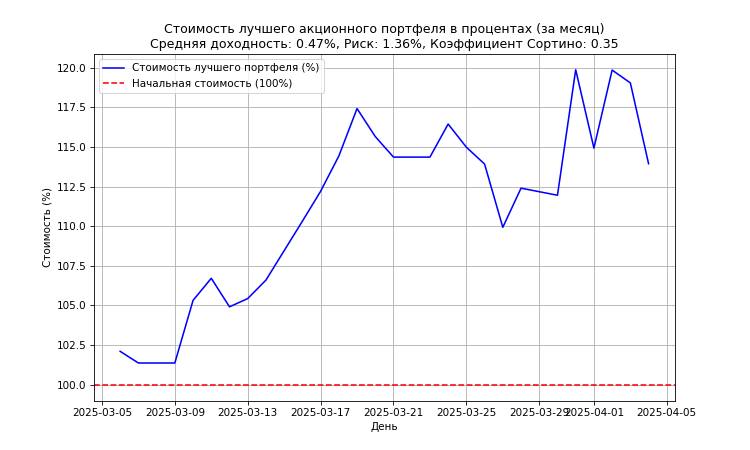 Стоимость лучшего акционного портфеля в процентах (за месяц)
Средняя доходность: 0.47%, Риск: 1.36%, Коэффициент Сортино: 0.35
Стоимость лучшего портфеля (%)
Начальная стоимость (100%)
Стоимость (%)
120.0
117.5
115.0
112.5
110.0
107.5
105.0
102.5
100.0
2025-03-05 2025-03-09 2025-03-13 2025-03-17 2025-03-21 2025-03-25 2025-03-29 2025-04-01 2025-04-05
День